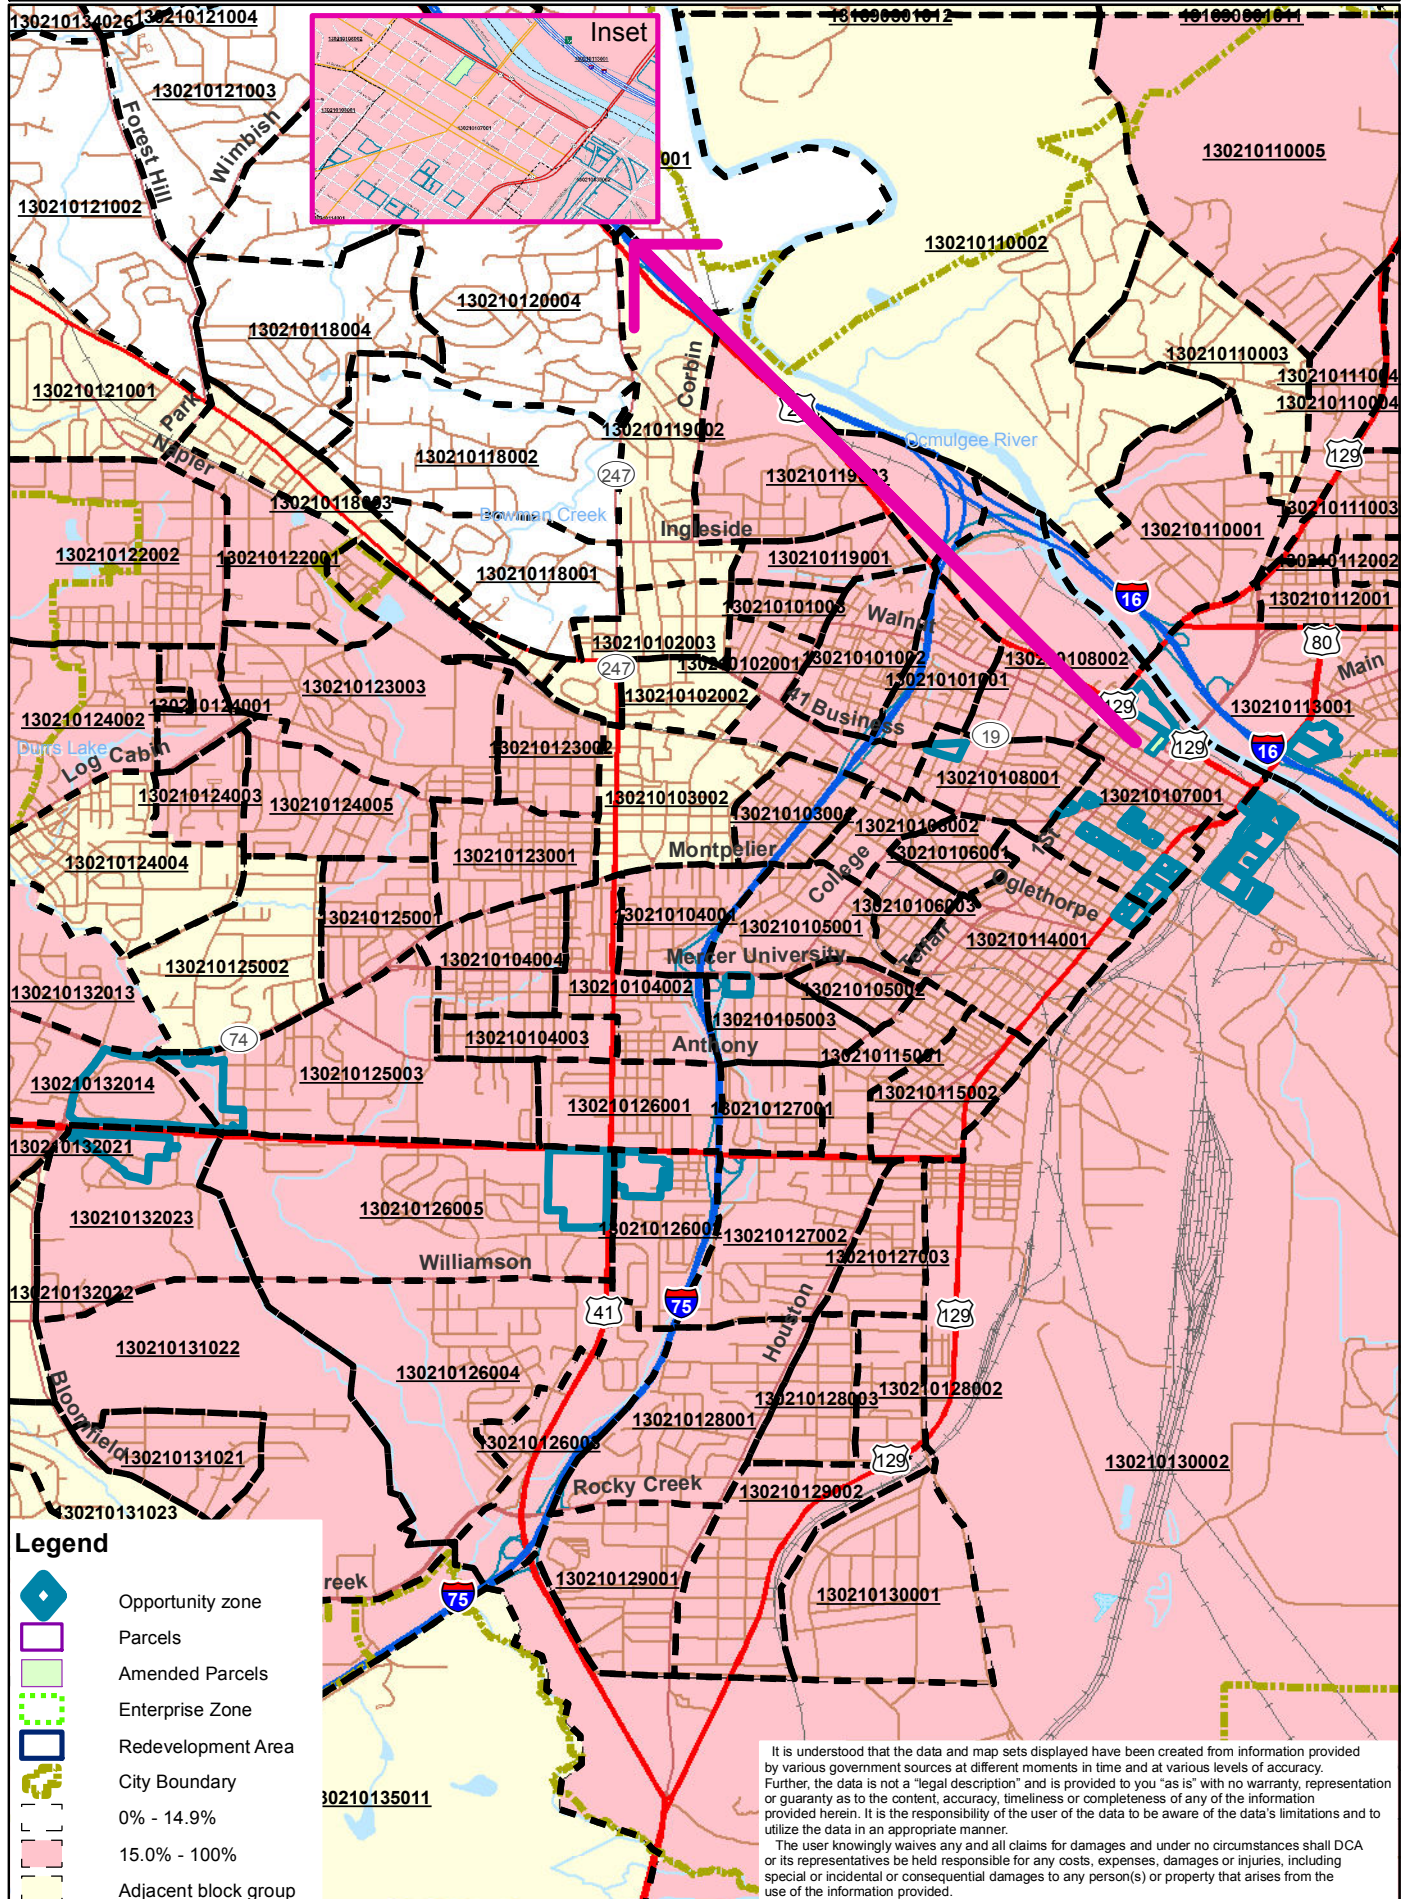 130210134026
130210121004
131690301012
131690301011
Inset
130210121003
Forest Hill
Wimbish
001
130210110005
130210121002
130210110002
130210120004
130210118004
130210110003
130210111004
130210110004
130210121001
Park
Corbin
130210119002
Napier
130210118002
Ocmulgee River
129
247
130210118003
Bowman Creek
Ingleside
130210111003
130210110001
130210122002
130210122001
130210119001
130210112002
130210118001
16
130210112001
130210101003
Walnut
80
130210102003
130210102001
130210101002
130210108002
Main
247
130210123003
130210102002
130210101001
130210124002
130210124001
41 Business
129
130210113001
Log Cabin
130210123002
19
129
16
130210124003
130210124005
130210103002
130210108001
130210107001
130210124004
130210123001
Montpelier
130210106001
1St
College
Oglethorpe
130210125001
130210104001
130210105001
130210106003
130210114001
130210125002
130210104004
Mercer University
130210132013
130210104002
130210105002
74
130210104003
130210105003
Anthony
130210115001
130210132014
130210125003
130210115002
130210126001
130210127001
130210132021
130210132023
130210126005
130210127002
130210127003
Williamson
130210132022
41
75
Houston
129
130210131022
130210126004
Bloomfield
130210128003
130210128002
130210128001
130210131021
130210126003
129
130210130002
Rocky Creek
130210129002
130210131023
130210129001
130210130001
reek
75
30210135011
Legend
Opportunity zone
Parcels
Amended Parcels
Enterprise Zone
Redevelopment Area
City Boundary
0% - 14.9%
15.0% - 100%
Adjacent block group
It is understood that the data and map sets displayed have been created from information provided
by various government sources at different moments in time and at various levels of accuracy.
Further, the data is not a “legal description” and is provided to you “as is” with no warranty, representation
or guaranty as to the content, accuracy, timeliness or completeness of any of the information
provided herein. It is the responsibility of the user of the data to be aware of the data’s limitations and to
utilize the data in an appropriate manner.
The user knowingly waives any and all claims for damages and under no circumstances shall DCA
or its representatives be held responsible for any costs, expenses, damages or injuries, including
special or incidental or consequential damages to any person(s) or property that arises from the
use of the information provided.